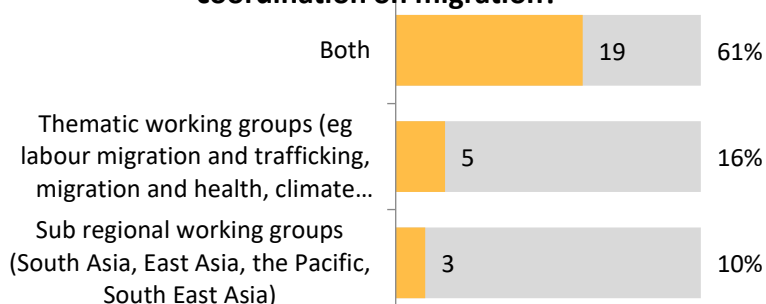 coordination on migration?
Both
19
61%
Thematic working groups (eg
labour migration and trafficking,
migration and health, climate…
5
16%
Sub regional working groups
(South Asia, East Asia, the Pacific,
South East Asia)
3
10%